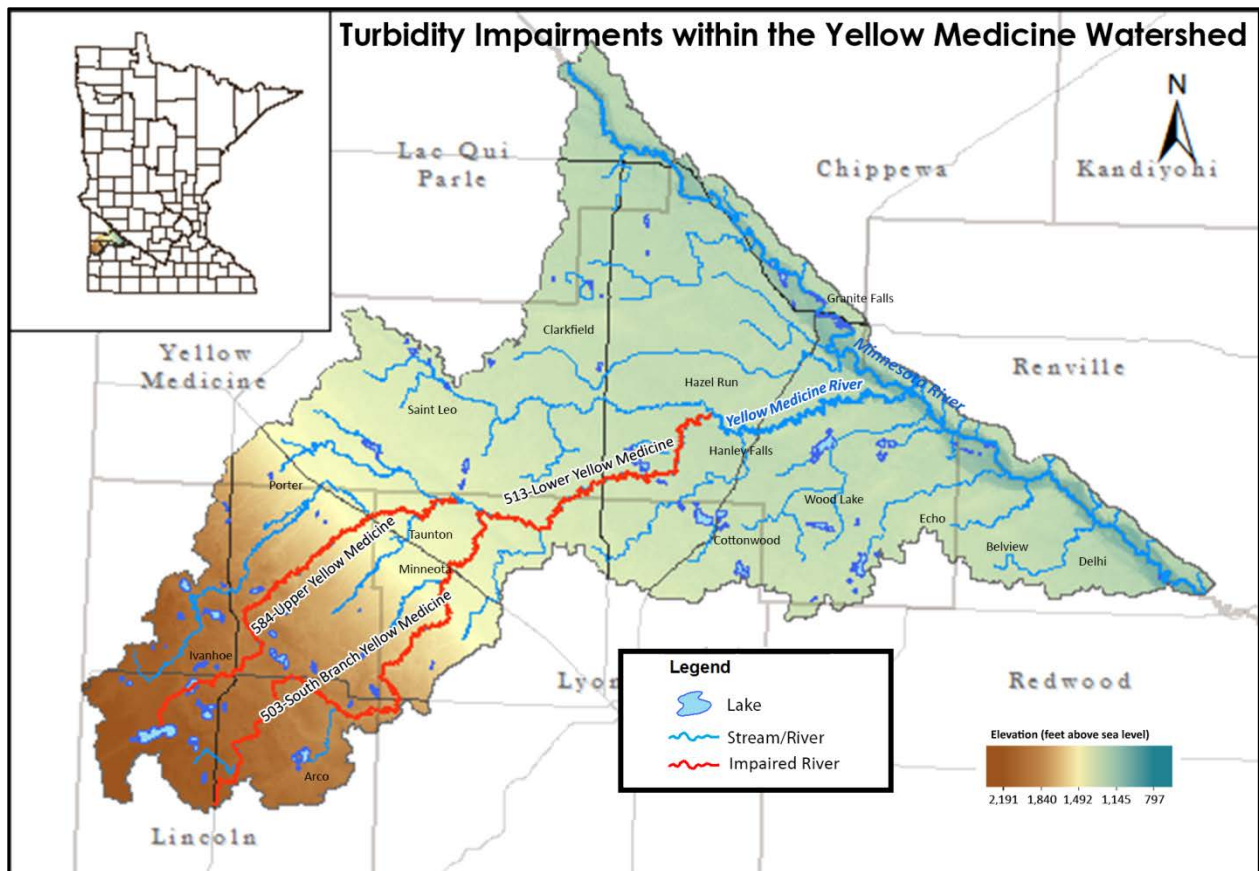 Turbidity Impairments within the Yellow Medicine Watershed
N
Lac Qui
Parle
Chippewa
Kandiyohi
Granite Falls
Clarkfield
Minnesota River
Renville
Yellow
Medicine
Hazel Run
Yellow Medicine River
Saint Leo
Hanley Falls
513-Lower Yellow Medicine
Porter
Wood Lake
Echo
Taunton
Cottonwood
Belview
Delhi
Minneota
584-Upper Yellow Medicine
503-South Branch Yellow Medicine
Ivanhoe
Lyon
Redwood
Arco
Lincoln
Legend
Lake
Stream/River
Impaired River
Elevation (feet above sea level)
2,191 1,840 1,492 1,145 797